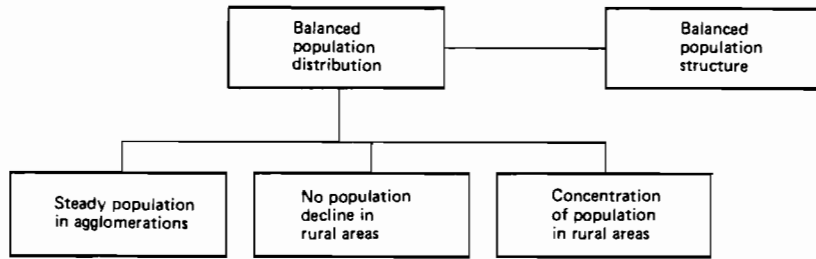 Balanced
population
distribution
Balanced
population
structure
Steady population
in agglomerations
No population
decline in
rural areas
Concentration
of population
in rural areas